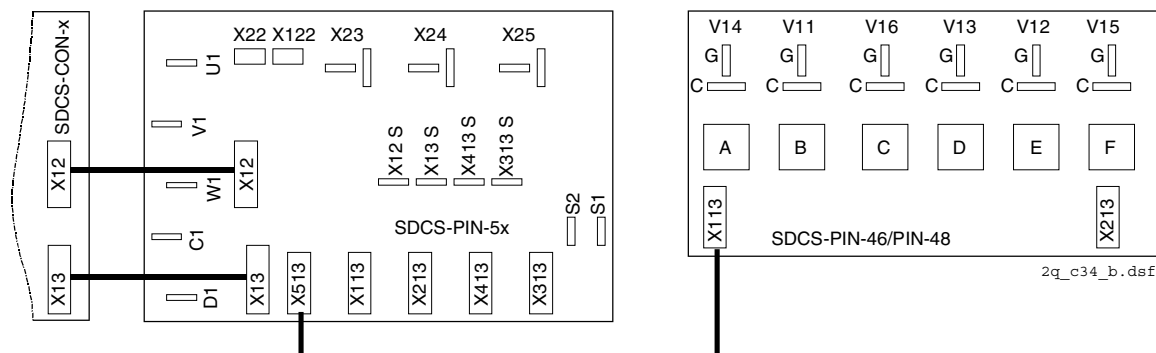 SDCS-CON-x
X12
X13
U1
V1
W1
C1
D1
X22 X122 X23 X24 X25
X12 S
X13 S
X413 S
X313 S
X12
S2
S1
SDCS-PIN-5x
X13
X513
X113
X213
X413
X313
V14 V11 V16 V13 V12 V15
G G G G G G
C C C C C C
A B C D E F
X113
X213
SDCS-PIN-46/PIN-48
2q_c34_b.dsf